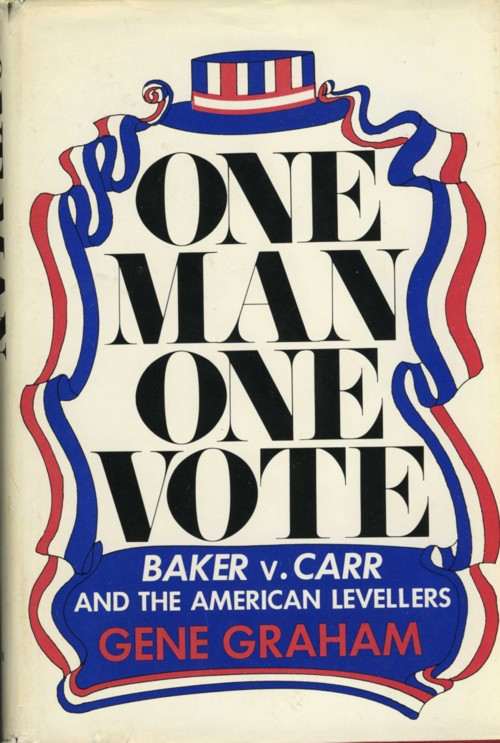 ONE
MAN
ONE
VOTE
BAKER v. CARR
AND THE AMERICAN LEVELLERS
GENE GRAHAM